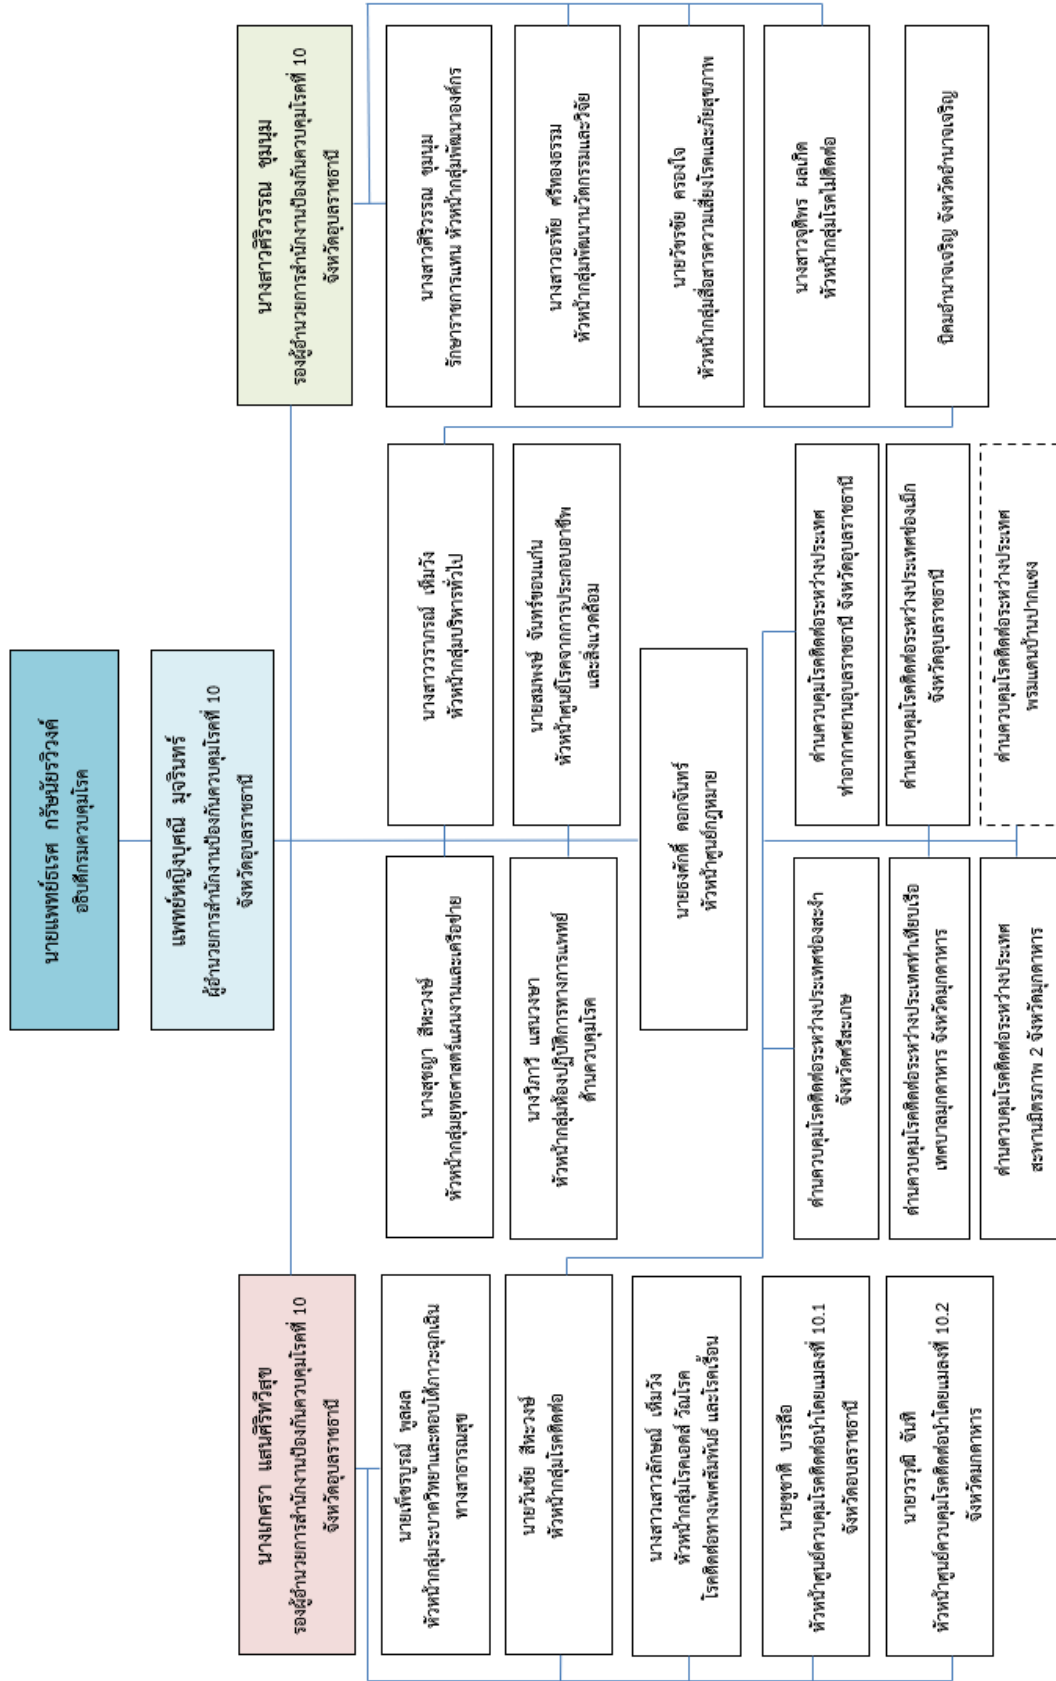 นายแพทย์ธเรศ กรัษนัยรวิวงค์
อธิบดีกรมควบคุมโรค
แพทย์หญิงบุศณี มุจรินทร์
ผู้อำนวยการสำนักงานป้องกันควบคุมโรคที่ 10
จังหวัดอุบลราชธานี
นางเกศรา แสนศิริทวีสุข
รองผู้อำนวยการสำนักงานป้องกันควบคุมโรคที่ 10
จังหวัดอุบลราชธานี
นางสาวศิริวรรณ ชุมนุม
รองผู้อำนวยการสำนักงานป้องกันควบคุมโรคที่ 10
จังหวัดอุบลราชธานี
นายเพ็ชรบูรณ์ พูลผล
หัวหน้ากลุ่มระบาดวิทยาและตอบโต้ภาวะฉุกเฉิน
ทางสาธารณสุข
นางสุชญา สีหะวงษ์
หัวหน้ากลุ่มยุทธศาสตร์แผนงานและเครือข่าย
นางสาววราภรณ์ เห็มวัง
หัวหน้ากลุ่มบริหารทั่วไป
นางสาวศิริวรรณ ชุมนุม
รักษาราชการแทน หัวหน้ากลุ่มพัฒนาองค์กร
นายวันชัย สีหะวงษ์
หัวหน้ากลุ่มโรคติดต่อ
นางวิภาวี แสนวงษา
หัวหน้ากลุ่มห้องปฏิบัติการทางการแพทย์
ด้านควบคุมโรค
นายสมพงษ์ จันทร์ขอนแก่น
หัวหน้าศูนย์โรคจากการประกอบอาชีพ
และสิ่งแวดล้อม
นางสาวอรทัย ศรีทองธรรม
หัวหน้ากลุ่มพัฒนานวัตกรรมและวิจัย
นางสาวเสาวลักษณ์ เห็มวัง
หัวหน้ากลุ่มโรคเอดส์ วัณโรค
โรคติดต่อทางเพศสัมพันธ์ และโรคเรื้อน
นายธงศักดิ์ ดอกจันทร์
หัวหน้าศูนย์กฎหมาย
นายวัชรชัย ครองใจ
หัวหน้ากลุ่มสื่อสารความเสี่ยงโรคและภัยสุขภาพ
นายชูชาติ บรรลือ
หัวหน้าศูนย์ควบคุมโรคติดต่อนำโดยแมลงที่ 10.1
จังหวัดอุบลราชธานี
ด่านควบคุมโรคติดต่อระหว่างประเทศช่องสะงำ
จังหวัดศรีสะเกษ
ด่านควบคุมโรคติดต่อระหว่างประเทศ
ท่าอากาศยานอุบลราชธานี จังหวัดอุบลราชธานี
นางสาวจุติพร ผลเกิด
หัวหน้ากลุ่มโรคไม่ติดต่อ
นายวรวุฒิ จันที
หัวหน้าศูนย์ควบคุมโรคติดต่อนำโดยแมลงที่ 10.2
จังหวัดมุกดาหาร
ด่านควบคุมโรคติดต่อระหว่างประเทศท่าเทียบเรือ
เทศบาลมุกดาหาร จังหวัดมุกดาหาร
ด่านควบคุมโรคติดต่อระหว่างประเทศช่องเม็ก
จังหวัดอุบลราชธานี
นิคมอำนาจเจริญ จังหวัดอำนาจเจริญ
ด่านควบคุมโรคติดต่อระหว่างประเทศ
สะพานมิตรภาพ 2 จังหวัดมุกดาหาร
ด่านควบคุมโรคติดต่อระหว่างประเทศ
พรมแดนบ้านปากแซง